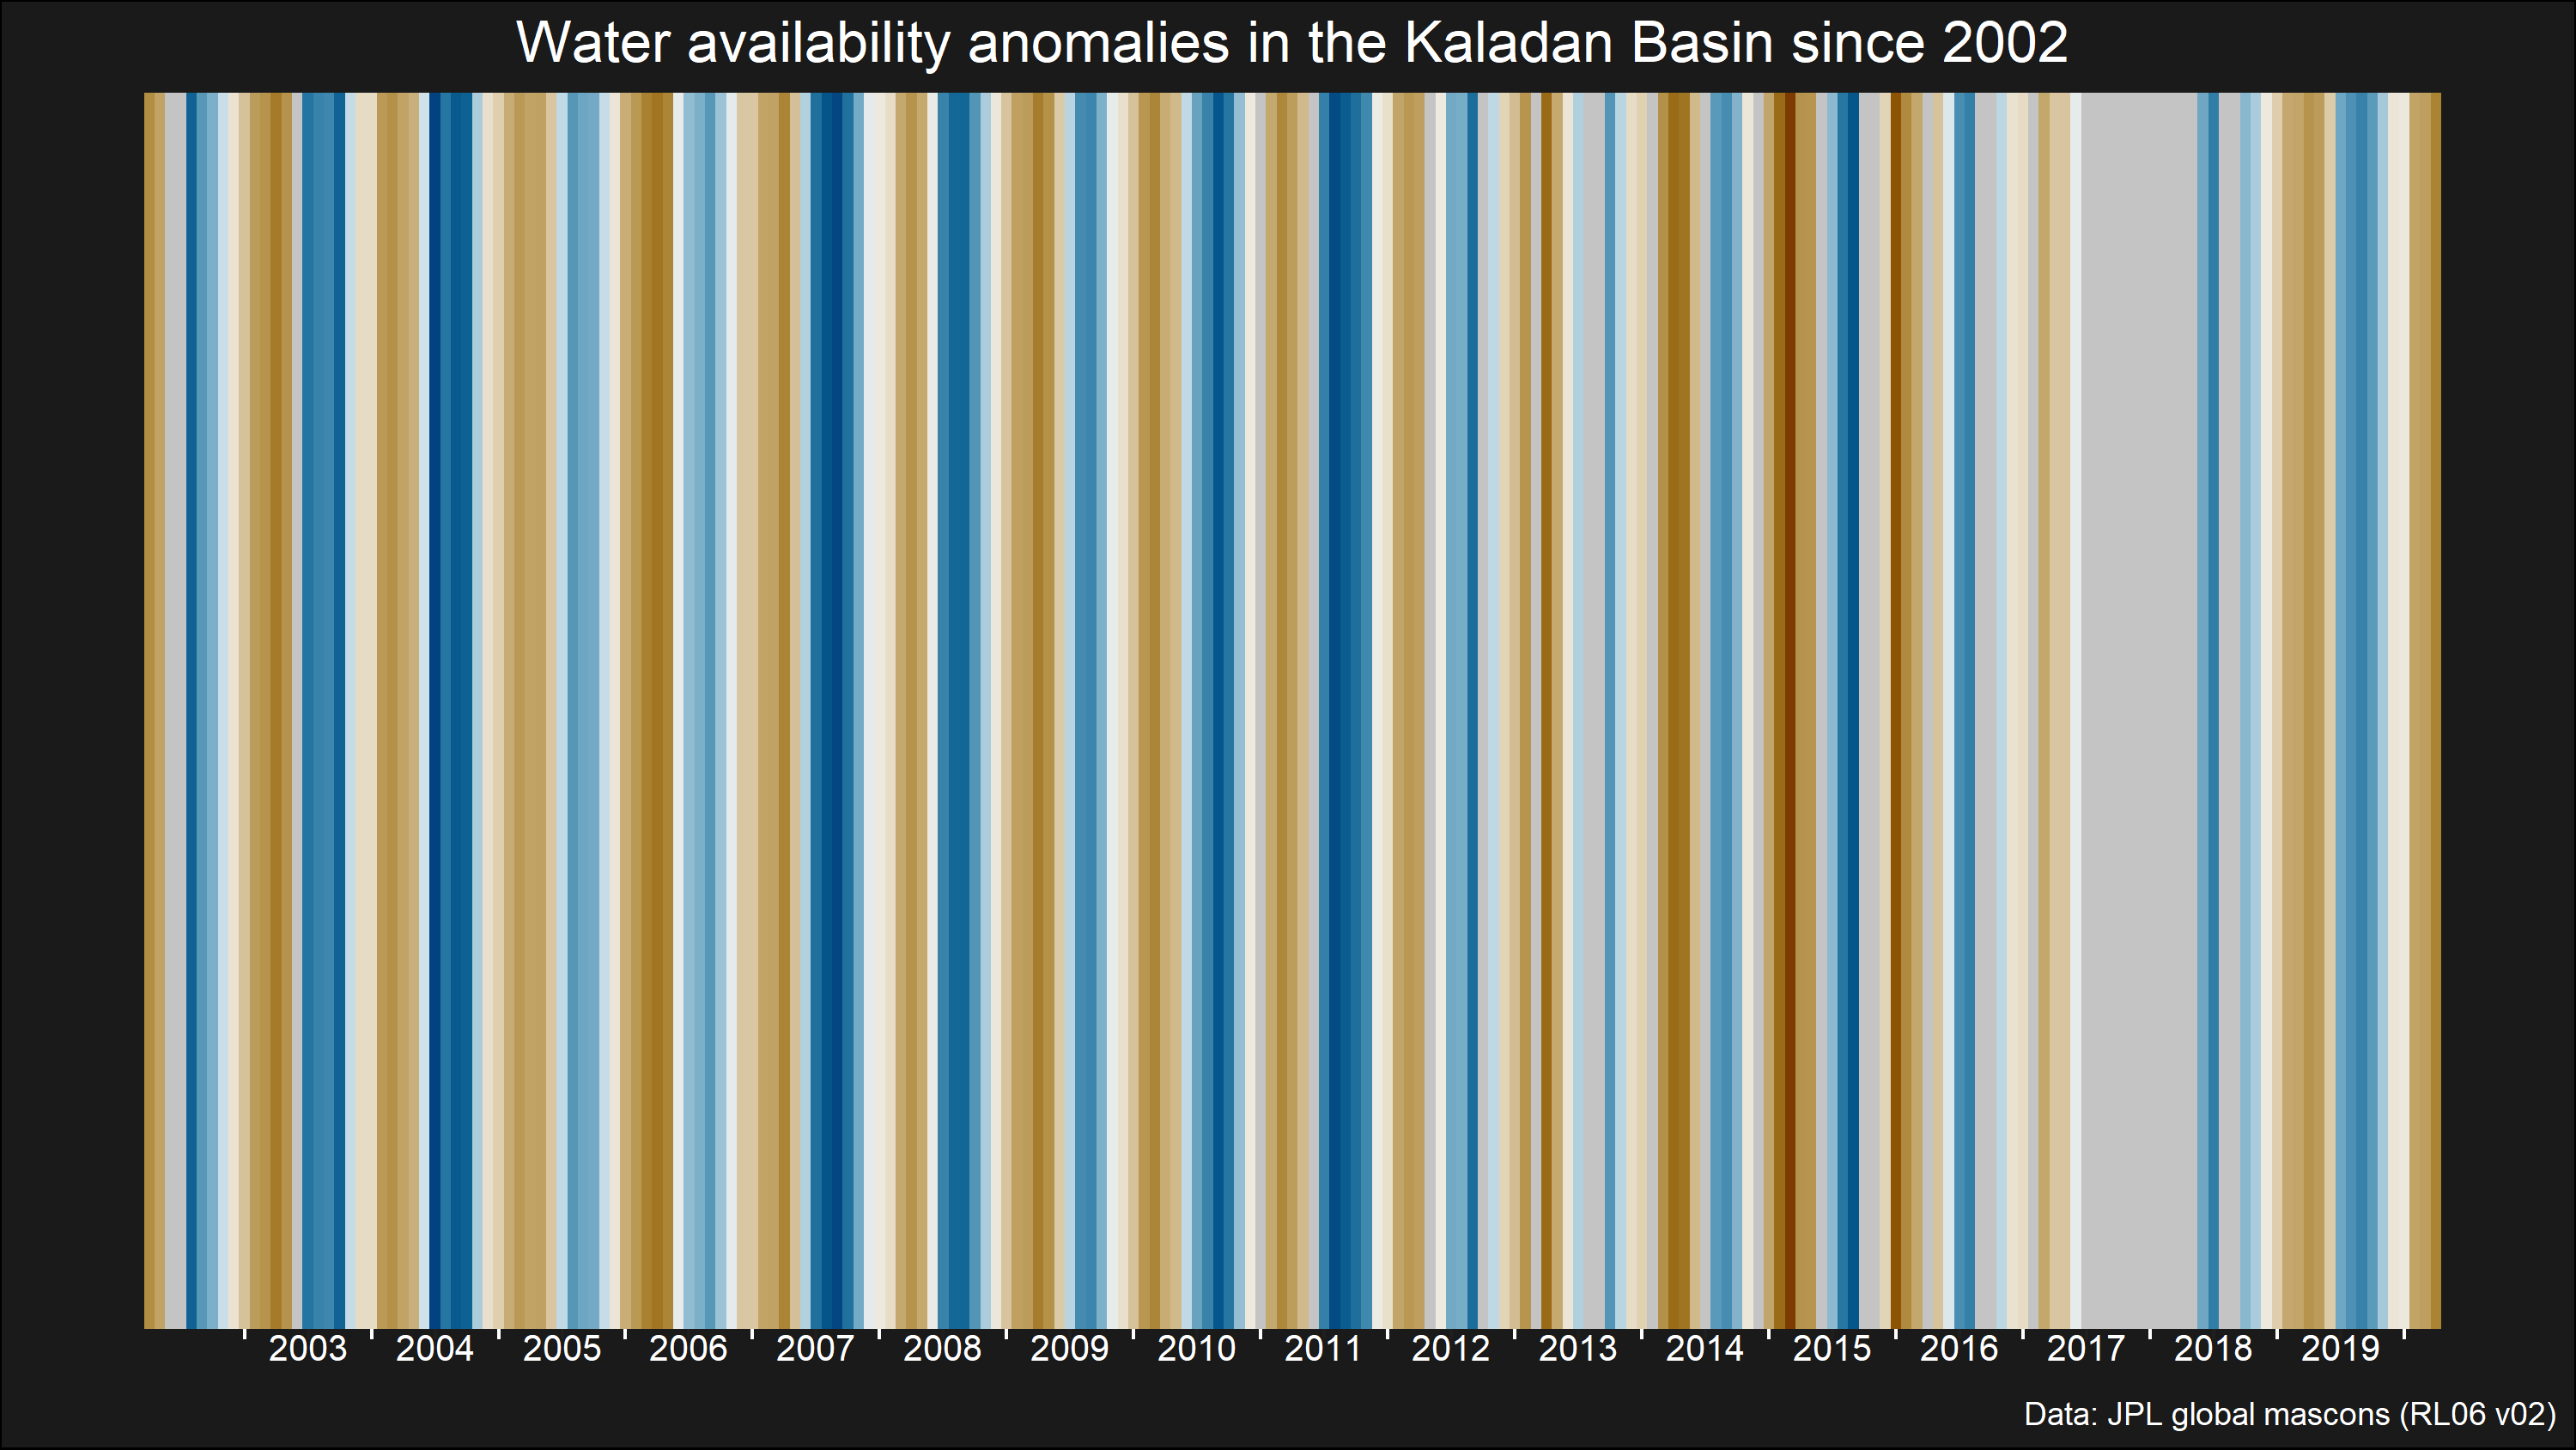 Water availability anomalies in the Kaladan Basin since 2002
2003 2004 2005 2006 2007 2008 2009 2010 2011 2012 2013 2014 2015 2016 2017 2018 2019
Data: JPL global mascons (RL06 v02)